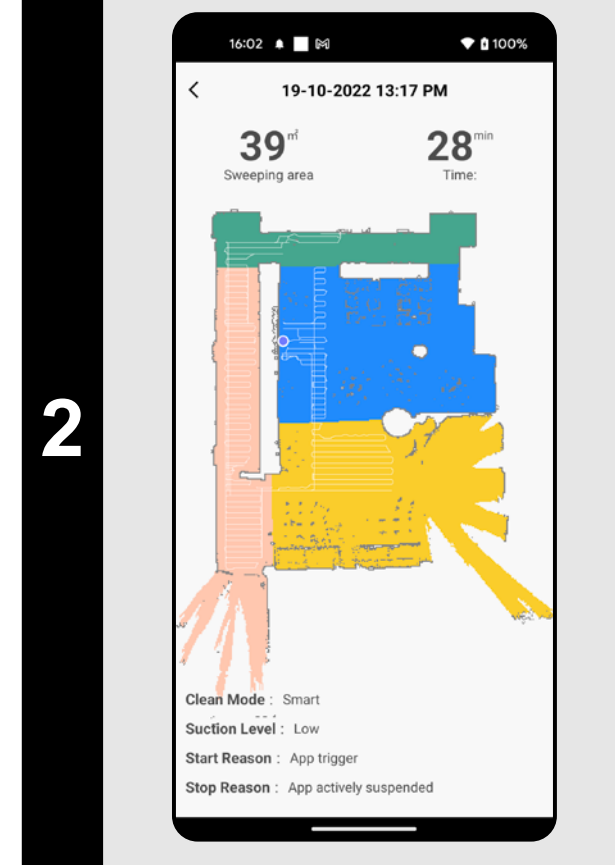 2
16:02 100%
19-10-2022 13:17 PM
39㎡ 28min
Sweeping area Time:
Clean Mode : Smart
Suction Level : Low
Start Reason : App trigger
Stop Reason : App actively suspended